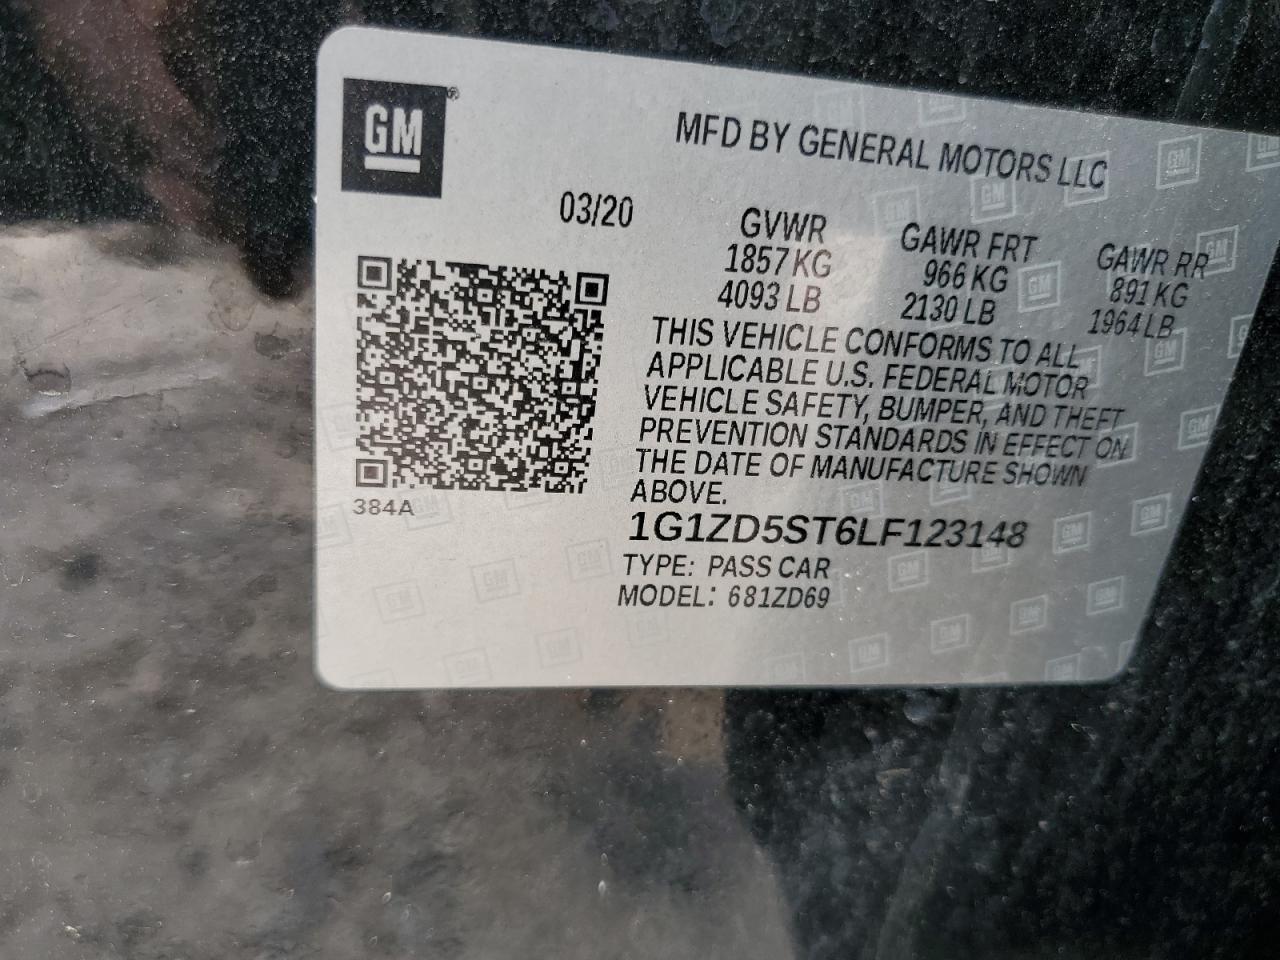 GM®
MFD BY GENERAL MOTORS LLC
03/20
GVWR GAWR FRT GAWR RR
1857 KG 966 KG 891 KG
4093 LB 2130 LB 1964 LB
THIS VEHICLE CONFORMS TO ALL
APPLICABLE U.S. FEDERAL MOTOR
VEHICLE SAFETY, BUMPER, AND THEFT
PREVENTION STANDARDS IN EFFECT ON
THE DATE OF MANUFACTURE SHOWN
ABOVE.
384A
1G1ZD5ST6LF123148
TYPE: PASS CAR
MODEL: 681ZD69